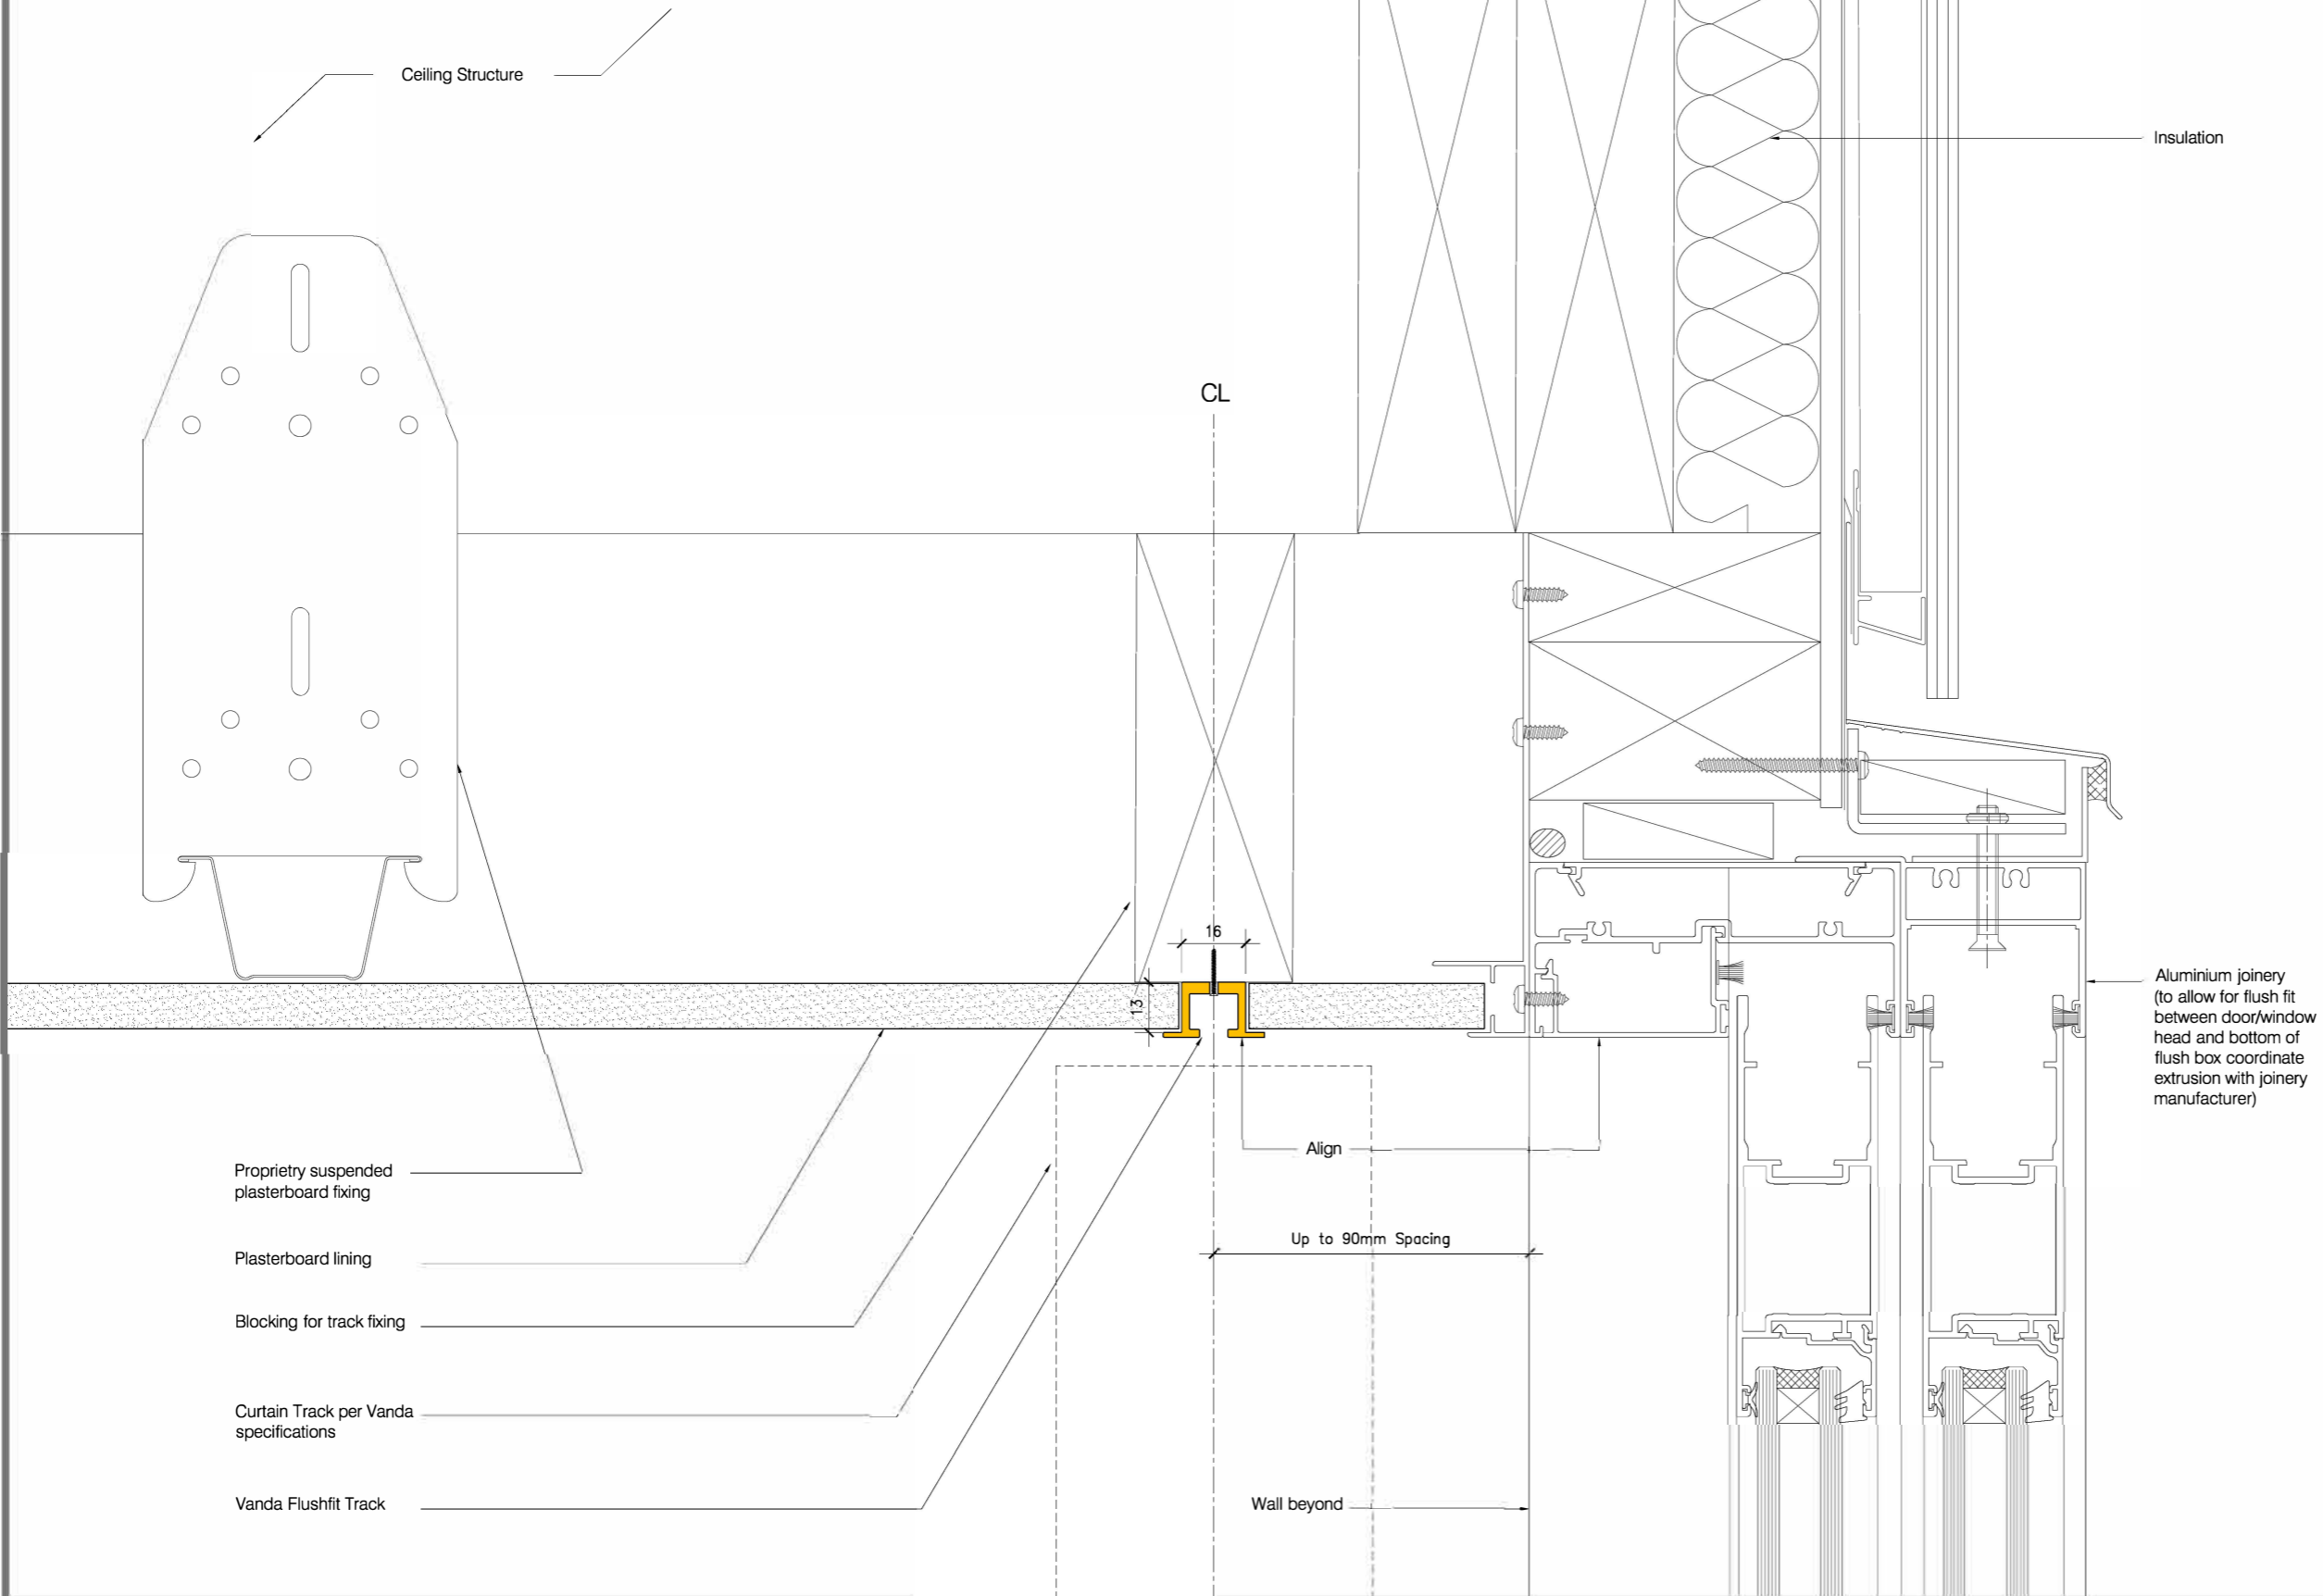 Ceiling Structure
Insulation
CL
16
13
Aluminium joinery
(to allow for flush fit
between door/window
head and bottom of
flush box coordinate
extrusion with joinery
manufacturer)
Align
Proprietry suspended
plasterboard fixing
Up to 90mm Spacing
Plasterboard lining
Blocking for track fixing
Curtain Track per Vanda
specifications
Vanda Flushfit Track
Wall beyond